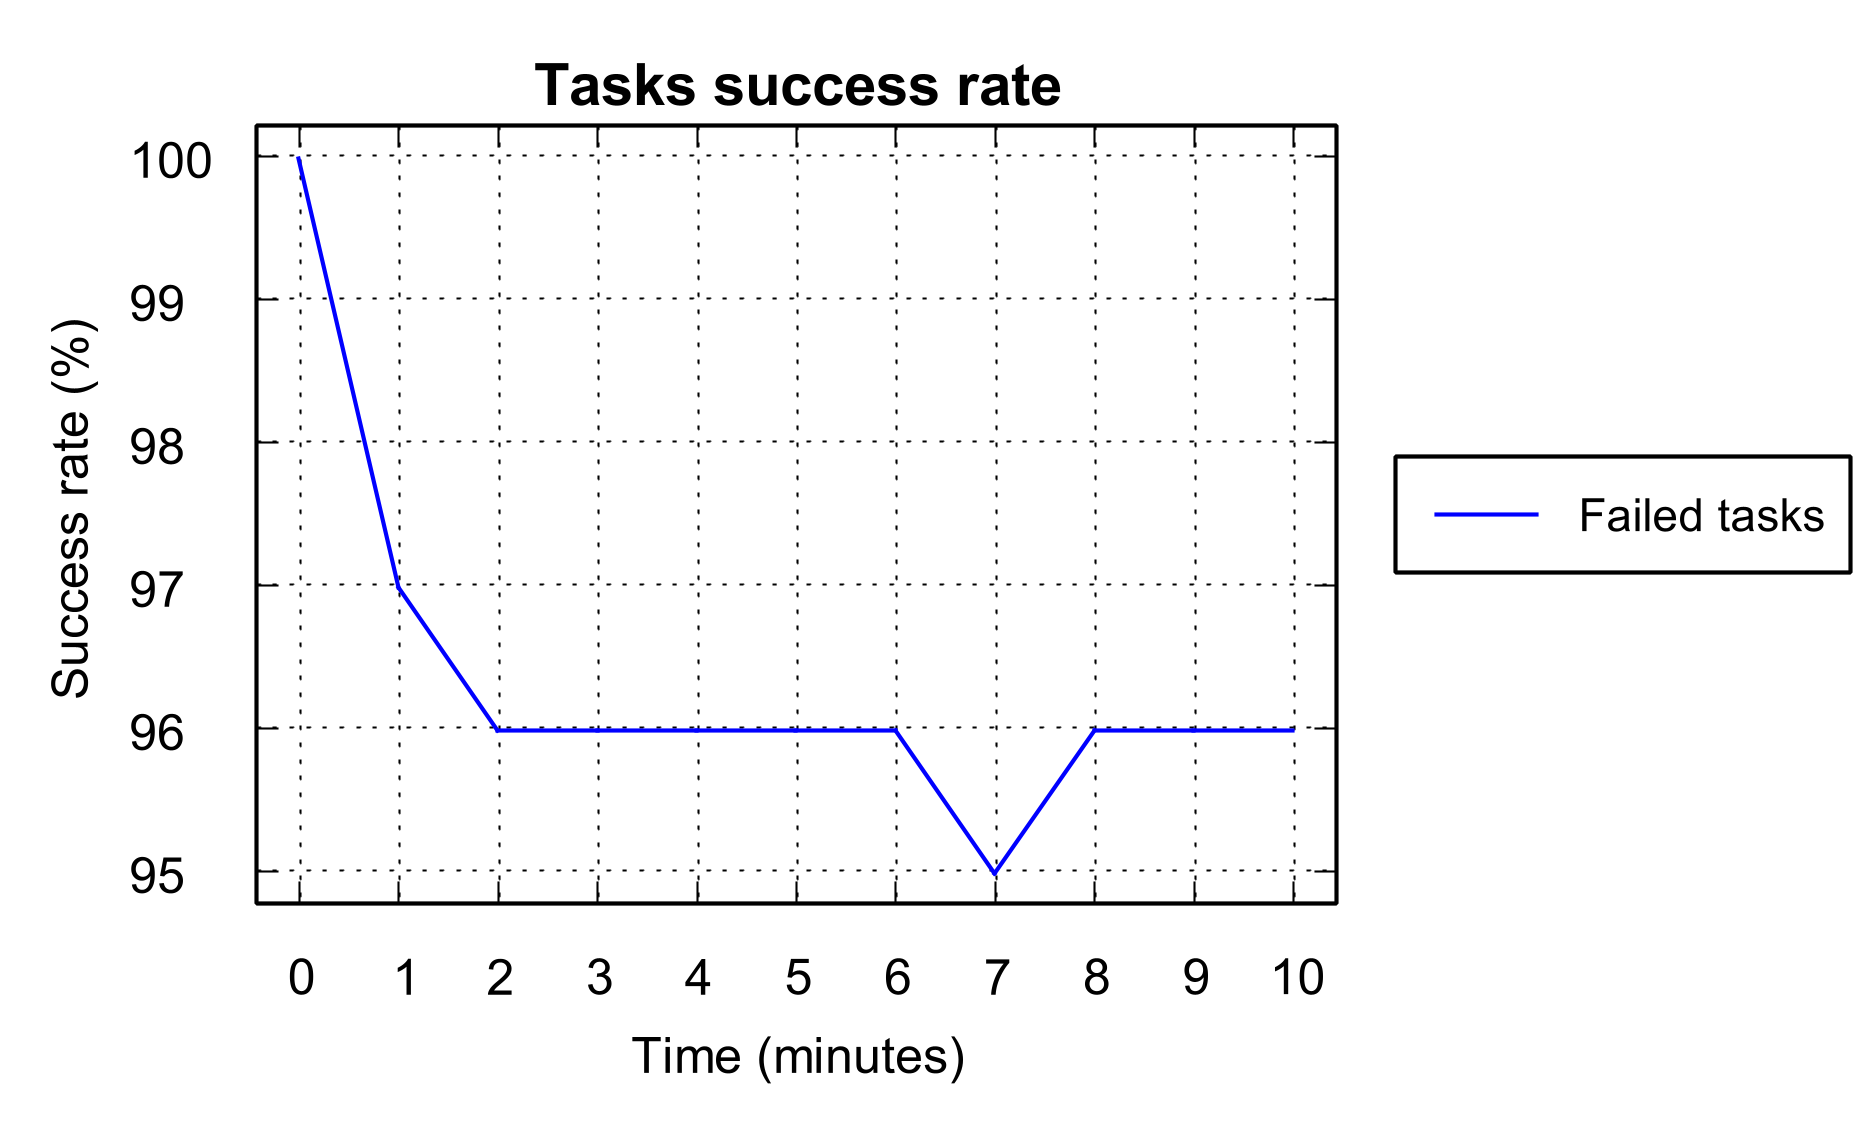 Tasks success rate
100
99
98
97
96
95
Success rate (%)
0 1 2 3 4 5 6 7 8 9 10
Time (minutes)
Failed tasks